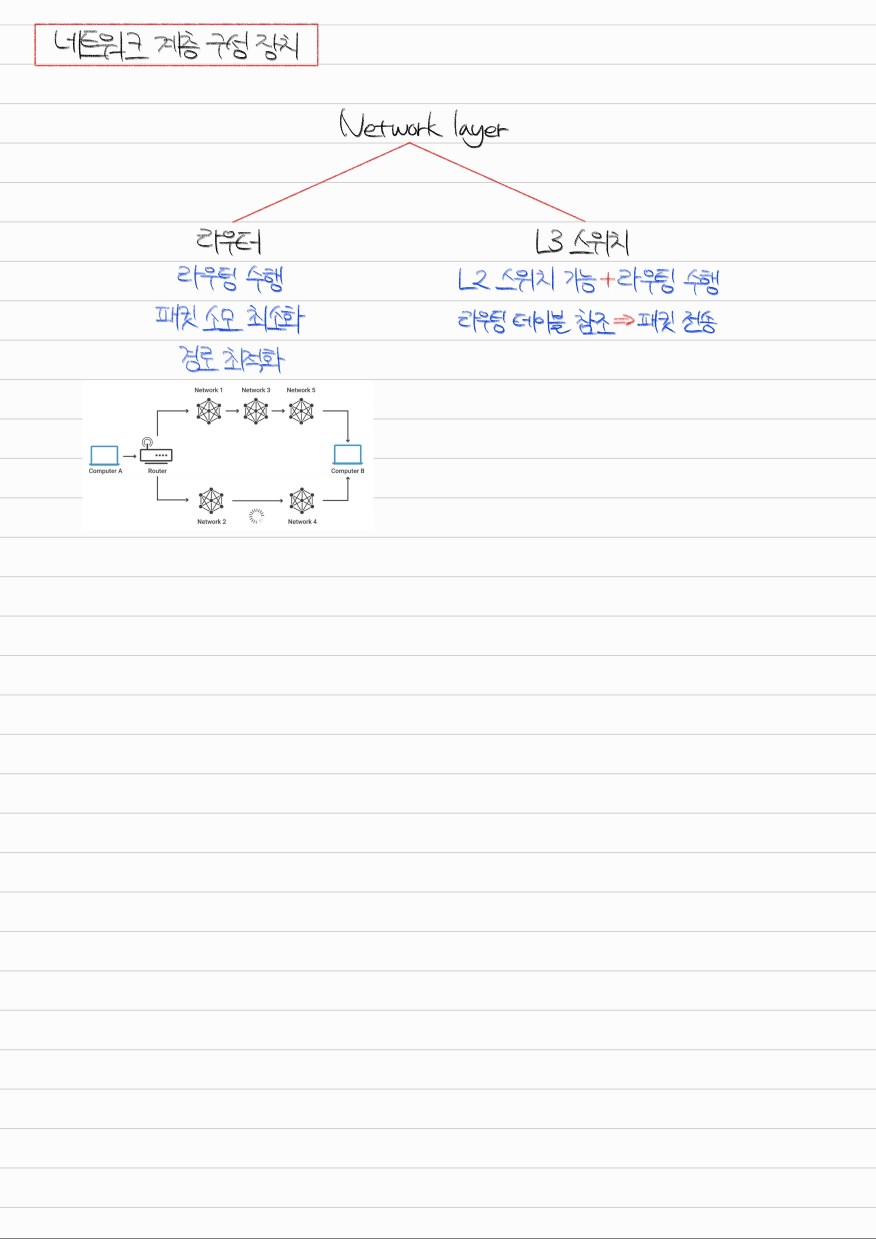 네트워크 계층 구성 장치
Network layer
라우터
라우팅 수행
패킷 소모 최소화
경로 최적화
Network 1 Network 3 Network 5
Computer A Router Computer B
Network 2 Network 4
L3 스위치
L2 스위치 기능 + 라우팅 수행
라우팅 테이블 참조 ⇒ 패킷 전송